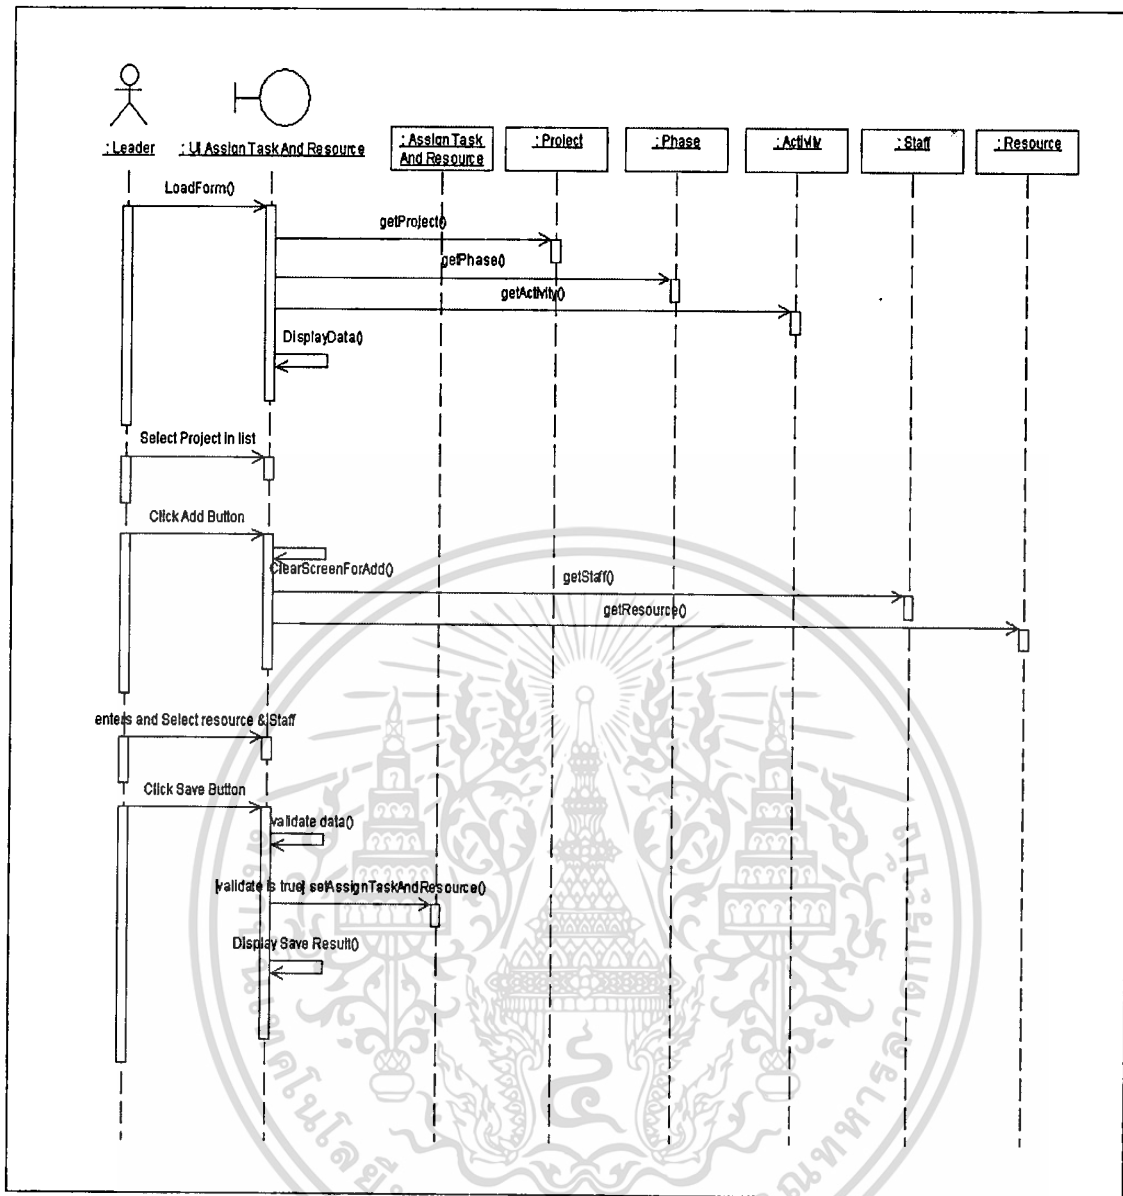 : Leader
: UI Assign Task And Resource
: Assign Task
And Resource
: Project
: Phase
: Activity
: Staff
: Resource
LoadForm()
getProject()
getPhase()
getActivity()
DisplayData()
Select Project in list
Click Add Button
ClearScreenForAdd()
getStaff()
getResource()
enters and Select resource & Staff
Click Save Button
validate data()
[validate is true] setAssignTaskAndResource()
Display Save Result()